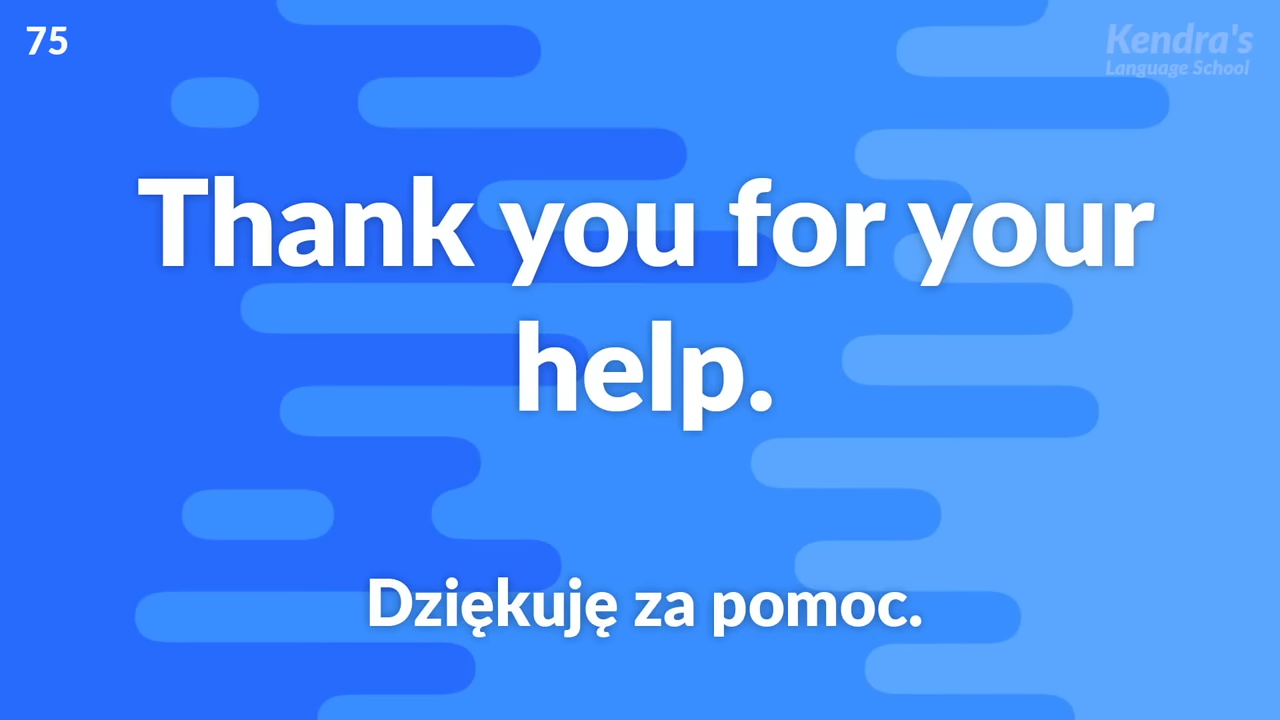 75
Kendra's
Language School
Thank you for your
help.
Dziękuję za pomoc.